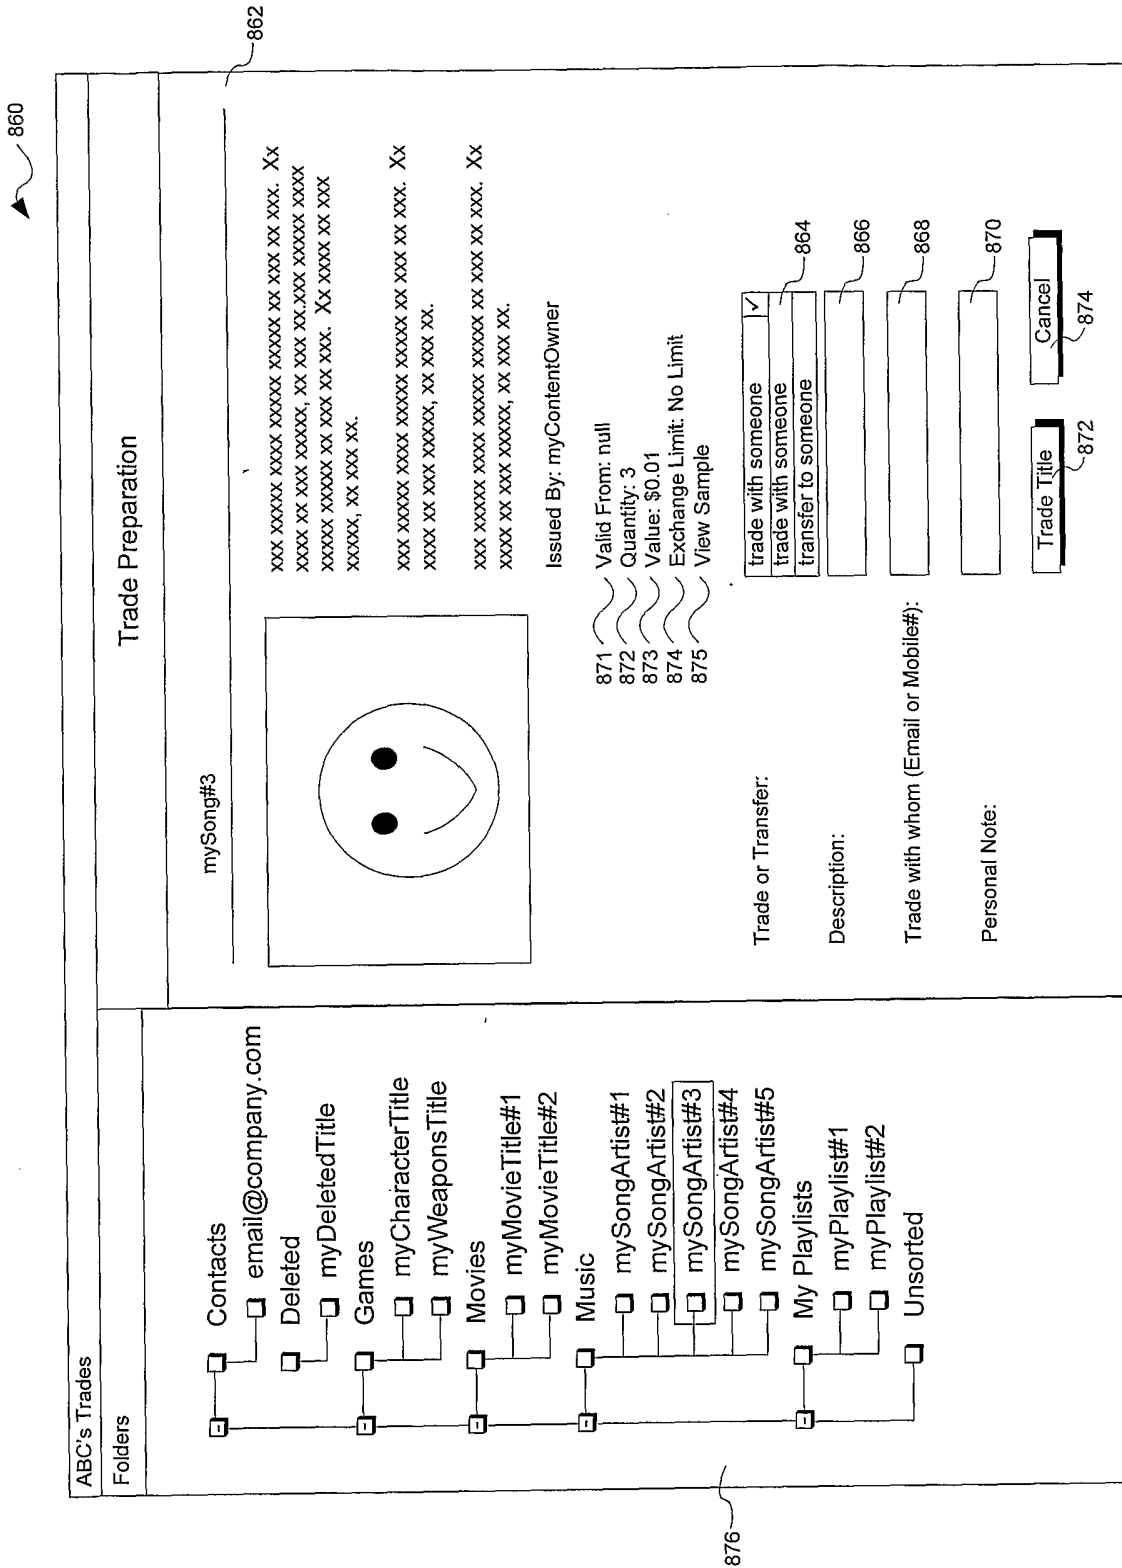 860
ABC's Trades
Folders
Trade Preparation
862
Contacts
email@company.com
Deleted
myDeletedTitle
Games
myCharacterTitle
myWeaponsTitle
Movies
myMovieTitle#1
myMovieTitle#2
Music
mySongArtist#1
mySongArtist#2
mySongArtist#3
mySongArtist#4
mySongArtist#5
My Playlists
myPlaylist#1
myPlaylist#2
Unsorted
876
mySong#3
xxx xxxxx xxxx xxxxx xxxxx xx xxx xx xxx. Xx
xxxx xx xxx xxxxx, xx xxx xx.xxx xxxxx xxxx
xxxxx xxxxx xx xxx xx xxx. Xx xxxx xx xxx
xxxxx, xx xxx xx.
xxx xxxxx xxxx xxxxx xxxxx xx xxx xx xxx. Xx
xxxx xx xxx xxxxx, xx xxx xx.
xxx xxxxx xxxx xxxxx xxxxx xx xxx xx xxx. Xx
xxxx xx xxx xxxxx, xx xxx xx.
Issued By: myContentOwner
871 Valid From: null
872 Quantity: 3
873 Value: $0.01
874 Exchange Limit: No Limit
875 View Sample
Trade or Transfer:
trade with someone ✓
trade with someone
transfer to someone
864
Description:
866
Trade with whom (Email or Mobile#):
868
Personal Note:
870
Trade Title
872
Cancel
874